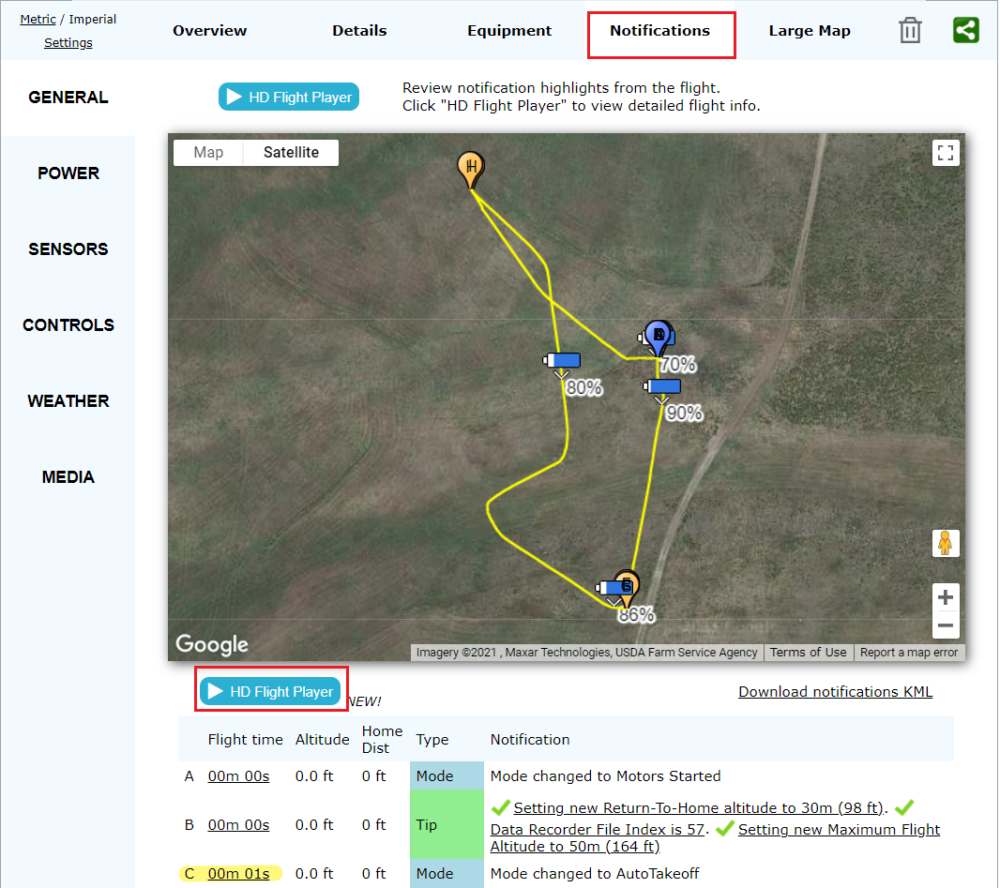 Metric / Imperial
Settings
Overview
Details
Equipment
Notifications
Large Map
GENERAL
POWER
SENSORS
CONTROLS
WEATHER
MEDIA
HD Flight Player
Review notification highlights from the flight.
Click "HD Flight Player" to view detailed flight info.
Map
Satellite
H
70%
80%
90%
86%
Google
Imagery ©2021 , Maxar Technologies, USDA Farm Service Agency
Terms of Use
Report a map error
HD Flight Player
NEW!
Download notifications KML
Flight time Altitude Home Dist Type Notification
A 00m 00s 0.0 ft 0 ft Mode Mode changed to Motors Started
B 00m 00s 0.0 ft 0 ft Tip Setting new Return-To-Home altitude to 30m (98 ft).
Data Recorder File Index is 57. Setting new Maximum Flight
Altitude to 50m (164 ft)
C 00m 01s 0.0 ft 0 ft Mode Mode changed to AutoTakeoff